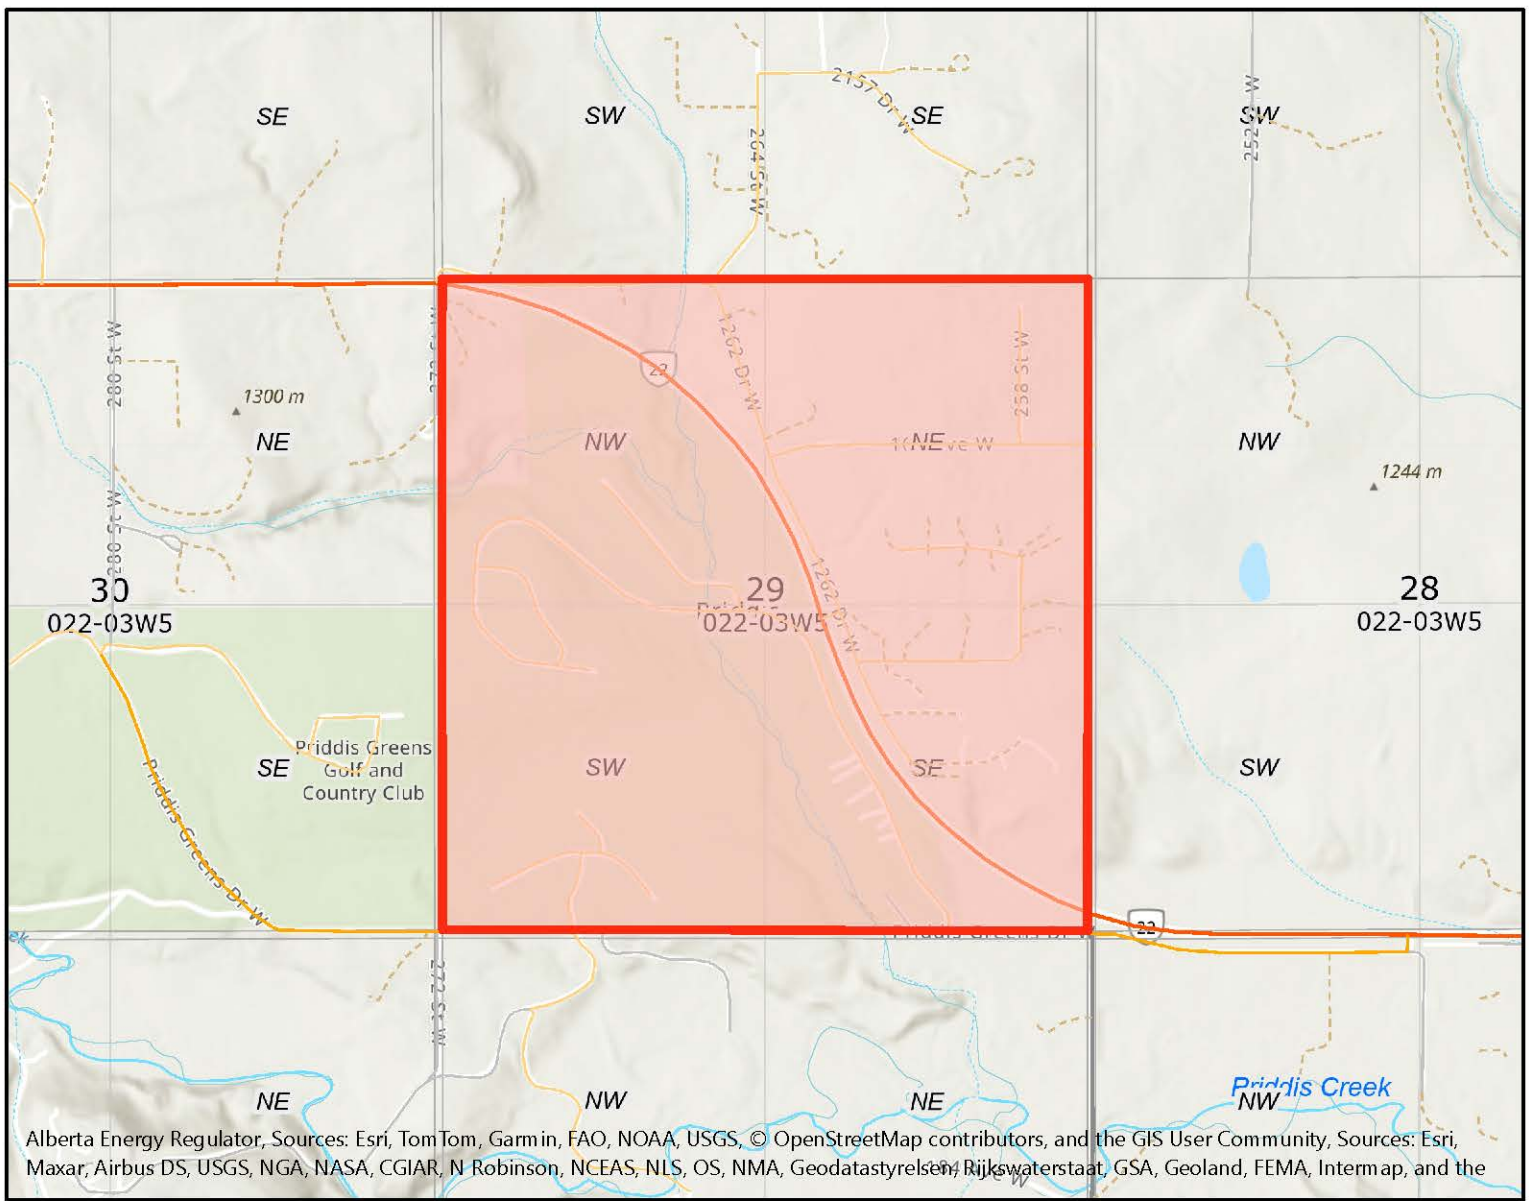 SE
SW
2157 Dr W
SE
SW
264 St W
252 St W
280 St W
1300 m
22
1262 Dr W
258 St W
NE
NW
NE
NW
1244 m
280 St W
30
022-03W5
29
022-03W5
28
022-03W5
1262 Dr W
Priddis Greens
Golf and
Country Club
SE
SW
SE
SW
Priddis Greens Dr W
Priddis Greens Dr W
22
272 St W
NE
NW
NE
Priddis Creek
NW
Alberta Energy Regulator, Sources: Esri, TomTom, Garmin, FAO, NOAA, USGS, © OpenStreetMap contributors, and the GIS User Community, Sources: Esri,
Maxar, Airbus DS, USGS, NGA, NASA, CGIAR, N Robinson, NCEAS, NLS, OS, NMA, Geodatastyrelsen, Rijkswaterstaat, GSA, Geoland, FEMA, Intermap, and the